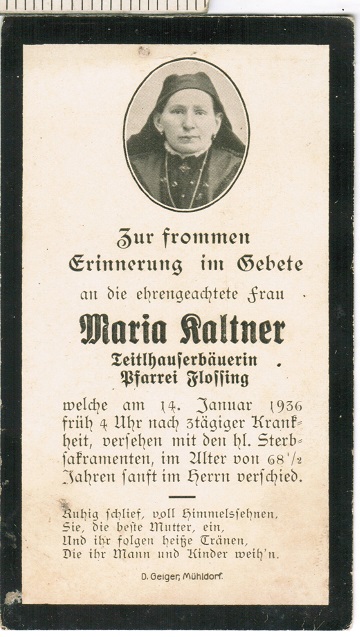 Zur frommen
Erinnerung im Gebete
an die ehrengeachtete Frau
Maria Kaltner
Teitlhauserbäuerin
Pfarrei Flossing
welche am 14. Januar 1936
früh 4 Uhr nach 3tägiger Krank-
heit, versehen mit den hl. Sterb-
sakramenten, im Alter von 68½
Jahren sanft im Herrn verschied.
Ruhig schlief, voll Himmelssehnen,
Sie, die beste Mutter, ein,
Und ihr folgen heiße Tränen,
Die ihr Mann und Kinder weih'n.
D. Geiger, Mühldorf.